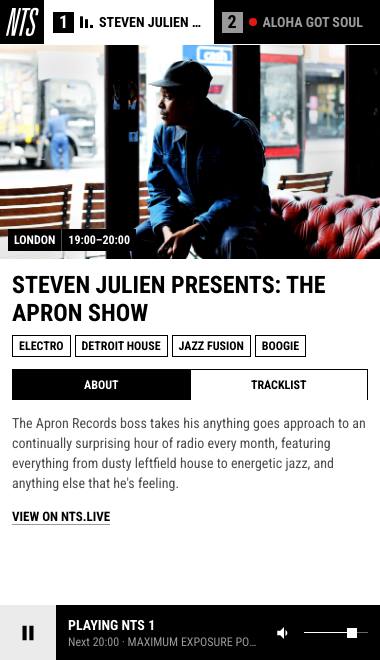 NTS
1 STEVEN JULIEN ...
2 ALOHA GOT SOUL
LONDON 19:00–20:00
STEVEN JULIEN PRESENTS: THE
APRON SHOW
ELECTRO DETROIT HOUSE JAZZ FUSION BOOGIE
ABOUT TRACKLIST
The Apron Records boss takes his anything goes approach to an
continually surprising hour of radio every month, featuring
everything from dusty leftfield house to energetic jazz, and
anything else that he's feeling.
VIEW ON NTS.LIVE
PLAYING NTS 1
Next 20:00 · MAXIMUM EXPOSURE PO...